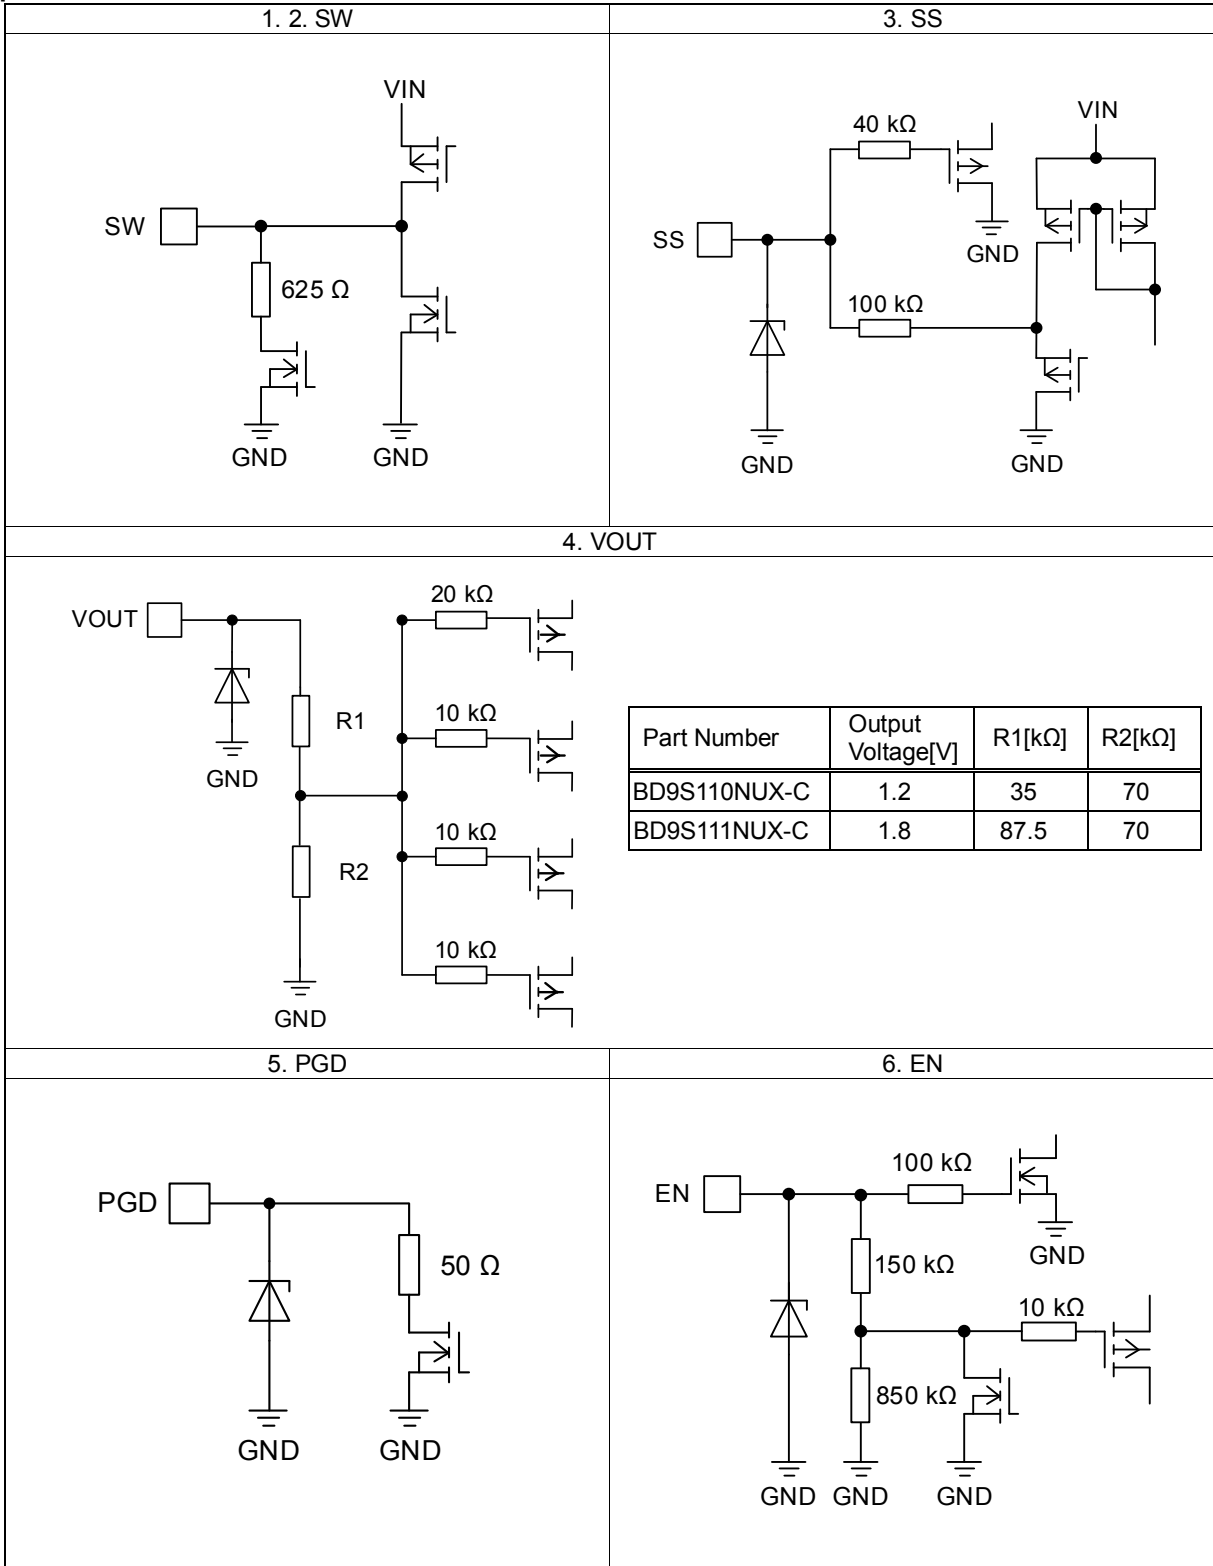 1. 2. SW
3. SS
VIN
SW
625 Ω
GND
GND
VIN
40 kΩ
SS
GND
100 kΩ
GND
GND
4. VOUT
20 kΩ
VOUT
10 kΩ
R1
GND
10 kΩ
R2
10 kΩ
GND
Part Number Output Voltage[V] R1[kΩ] R2[kΩ]
BD9S110NUX-C 1.2 35 70
BD9S111NUX-C 1.8 87.5 70
5. PGD
6. EN
PGD
50 Ω
GND
GND
100 kΩ
EN
GND
150 kΩ
10 kΩ
850 kΩ
GND
GND
GND